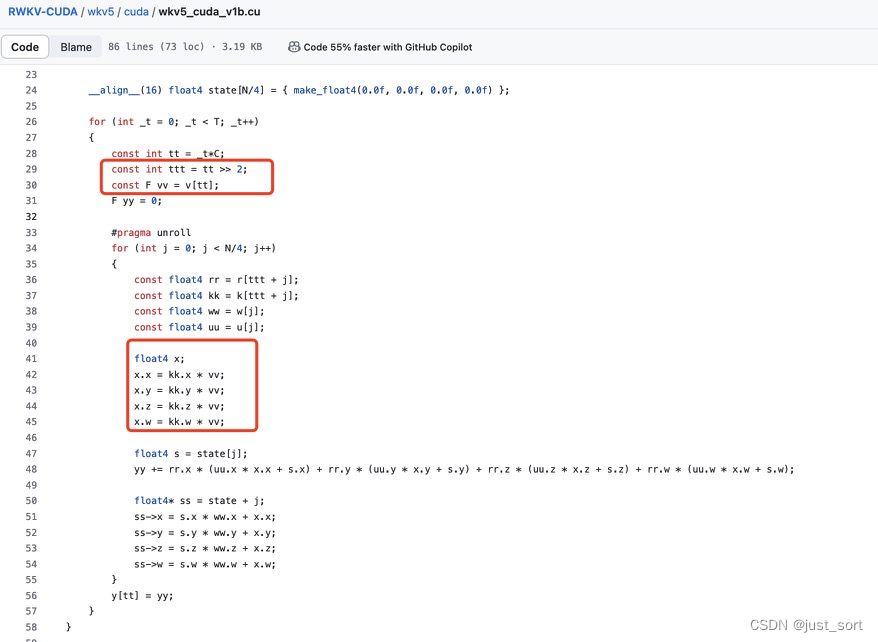 RWKV-CUDA / wkv5 / cuda / wkv5_cuda_v1b.cu
Code Blame 86 lines (73 loc) · 3.19 KB Code 55% faster with GitHub Copilot
23
24 __align__(16) float4 state[N/4] = { make_float4(0.0f, 0.0f, 0.0f, 0.0f) };
25
26 for (int _t = 0; _t < T; _t++)
27 {
28 const int tt = _t*C;
29 const int ttt = tt >> 2;
30 const F vv = v[tt];
31 F yy = 0;
32
33 #pragma unroll
34 for (int j = 0; j < N/4; j++)
35 {
36 const float4 rr = r[ttt + j];
37 const float4 kk = k[ttt + j];
38 const float4 ww = w[j];
39 const float4 uu = u[j];
40
41 float4 x;
42 x.x = kk.x * vv;
43 x.y = kk.y * vv;
44 x.z = kk.z * vv;
45 x.w = kk.w * vv;
46
47 float4 s = state[j];
48 yy += rr.x * (uu.x * x.x + s.x) + rr.y * (uu.y * x.y + s.y) + rr.z * (uu.z * x.z + s.z) + rr.w * (uu.w * x.w + s.w);
49
50 float4* ss = state + j;
51 ss->x = s.x * ww.x + x.x;
52 ss->y = s.y * ww.y + x.y;
53 ss->z = s.z * ww.z + x.z;
54 ss->w = s.w * ww.w + x.w;
55 }
56 y[tt] = yy;
57 }
58 }
CSDN @just_sort